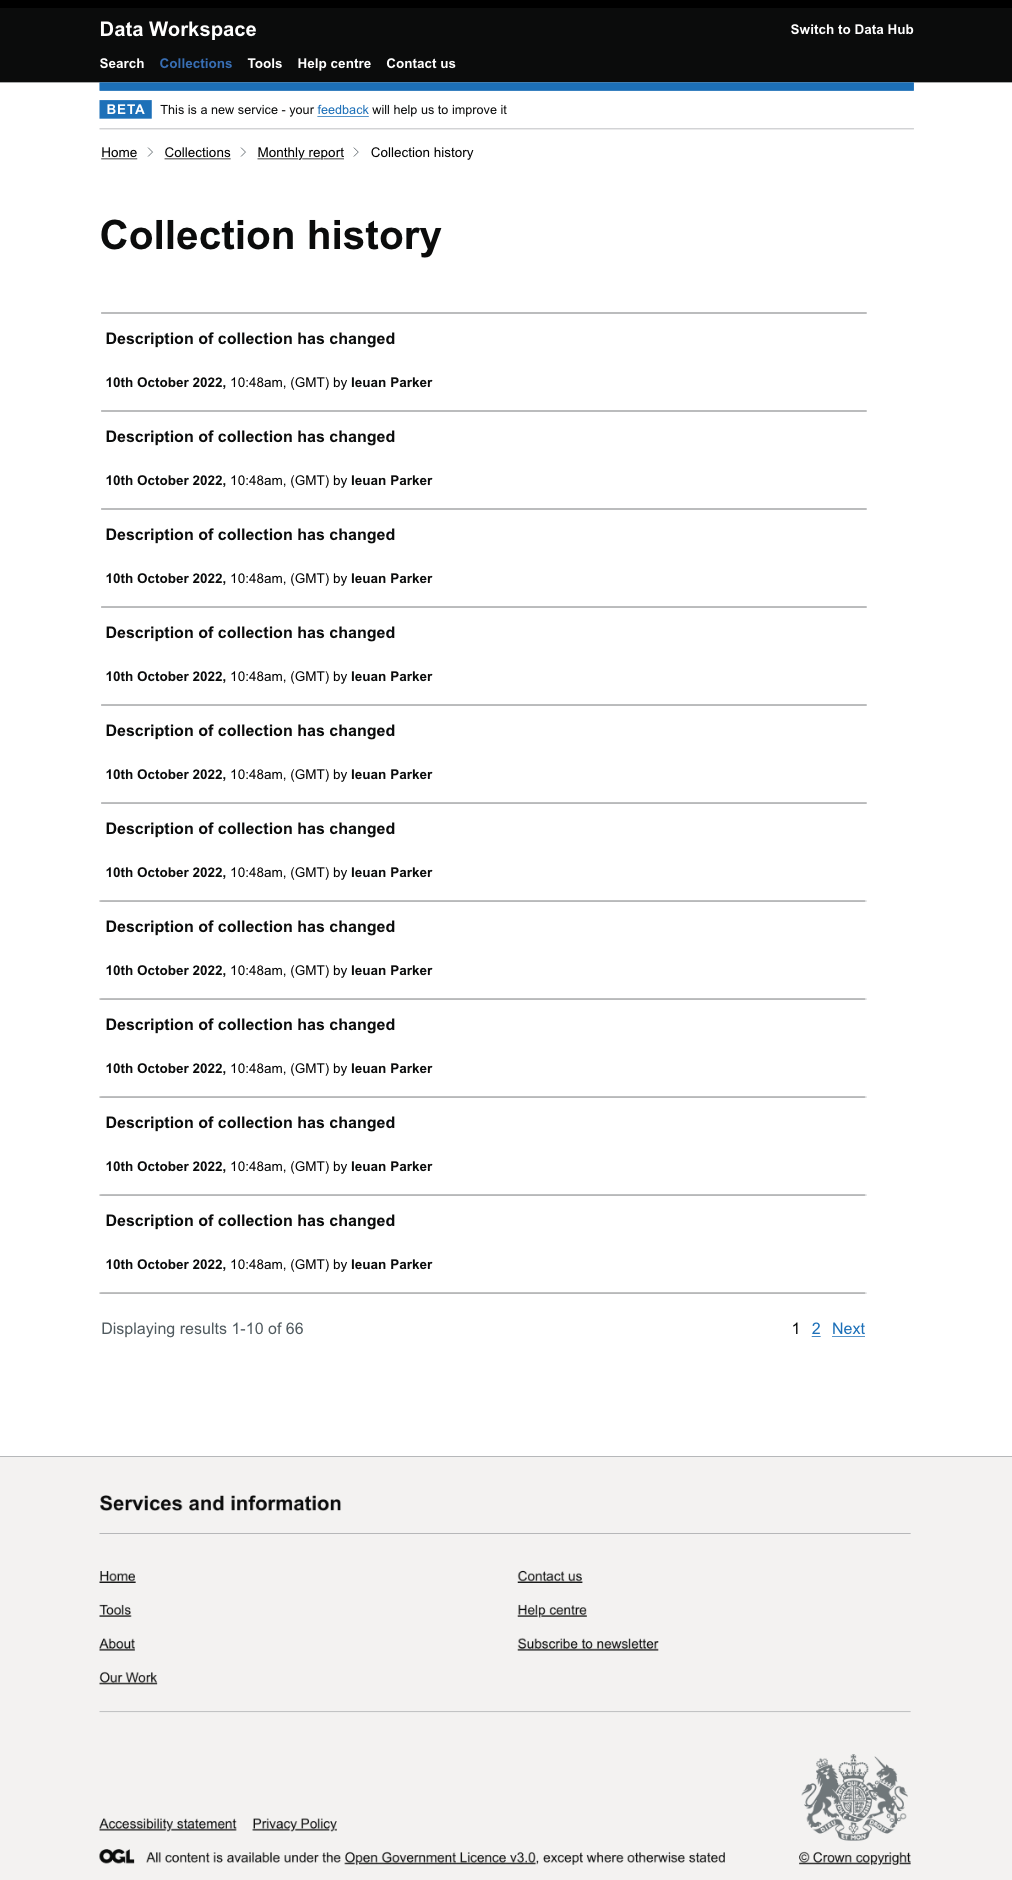 Data Workspace
Switch to Data Hub
Search Collections Tools Help centre Contact us
BETA This is a new service - your feedback will help us to improve it
Home Collections Monthly report Collection history
Collection history
Description of collection has changed
10th October 2022, 10:48am, (GMT) by Ieuan Parker
Description of collection has changed
10th October 2022, 10:48am, (GMT) by Ieuan Parker
Description of collection has changed
10th October 2022, 10:48am, (GMT) by Ieuan Parker
Description of collection has changed
10th October 2022, 10:48am, (GMT) by Ieuan Parker
Description of collection has changed
10th October 2022, 10:48am, (GMT) by Ieuan Parker
Description of collection has changed
10th October 2022, 10:48am, (GMT) by Ieuan Parker
Description of collection has changed
10th October 2022, 10:48am, (GMT) by Ieuan Parker
Description of collection has changed
10th October 2022, 10:48am, (GMT) by Ieuan Parker
Description of collection has changed
10th October 2022, 10:48am, (GMT) by Ieuan Parker
Description of collection has changed
10th October 2022, 10:48am, (GMT) by Ieuan Parker
Displaying results 1-10 of 66
1 2 Next
Services and information
Home
Tools
About
Our Work
Contact us
Help centre
Subscribe to newsletter
Accessibility statement Privacy Policy
OGL All content is available under the Open Government Licence v3.0, except where otherwise stated
© Crown copyright